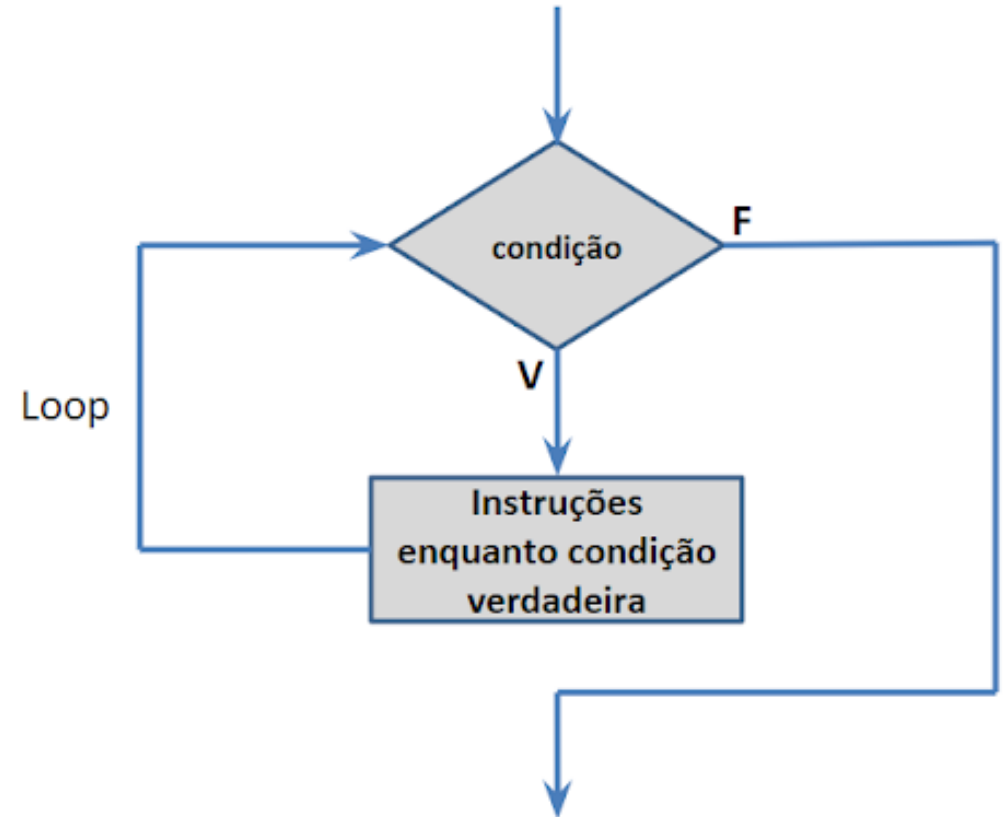 F
condição
V
Loop
Instruções
enquanto condição
verdadeira